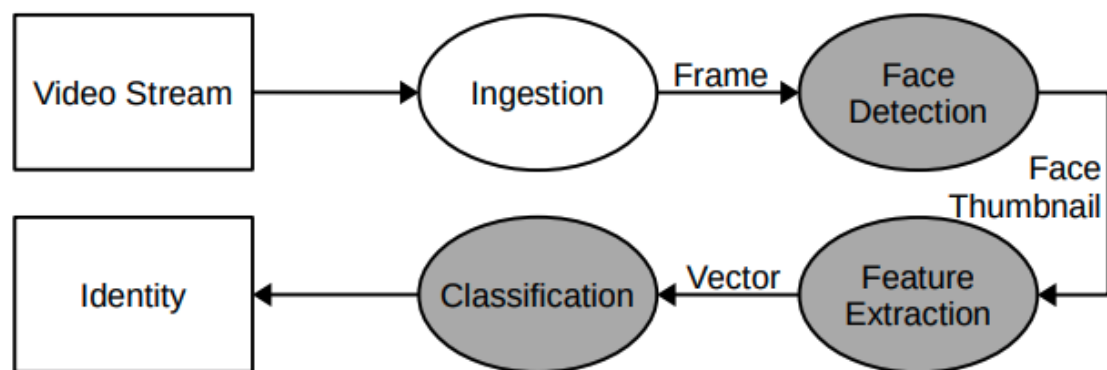 Video Stream
Ingestion
Frame
Face
Detection
Face
Thumbnail
Feature
Extraction
Vector
Classification
Identity